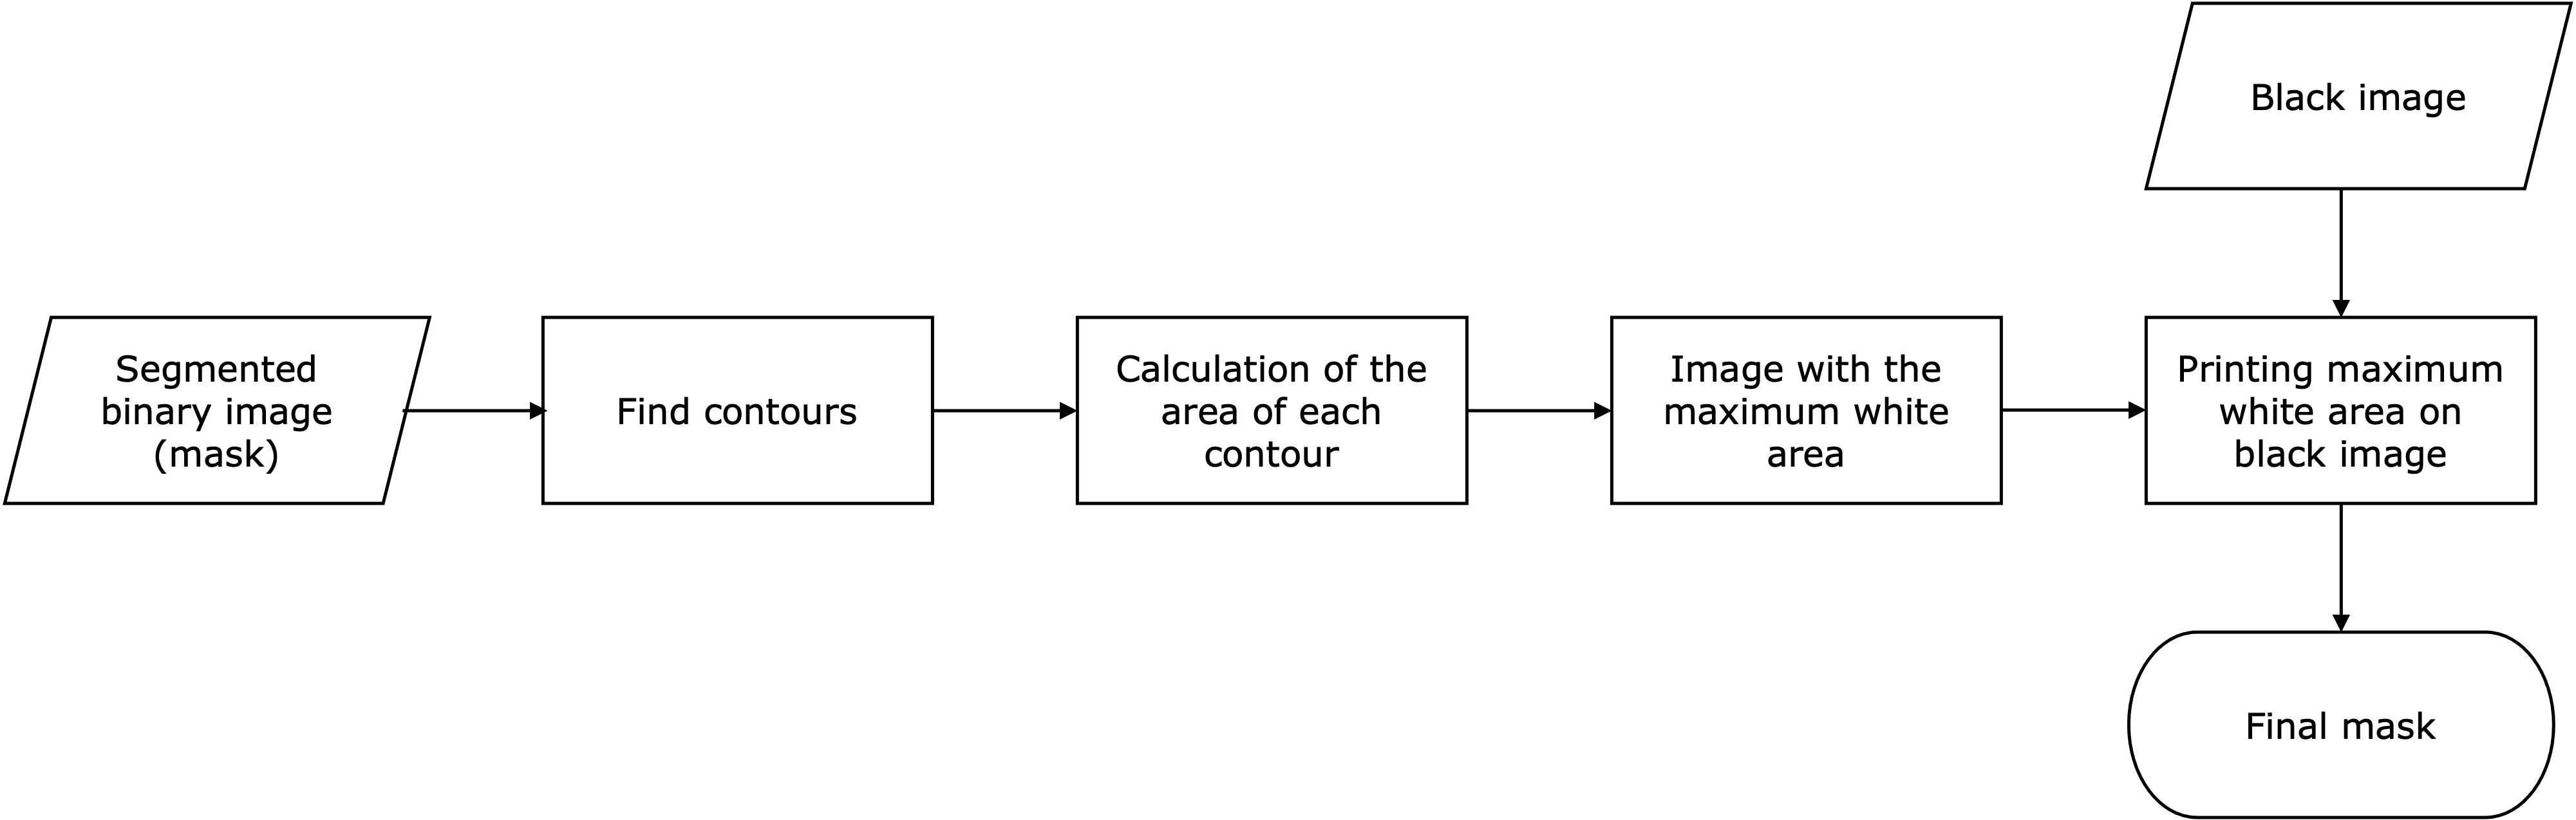 Black image
Segmented
binary image
(mask)
Find contours
Calculation of the
area of each
contour
Image with the
maximum white
area
Printing maximum
white area on
black image
Final mask